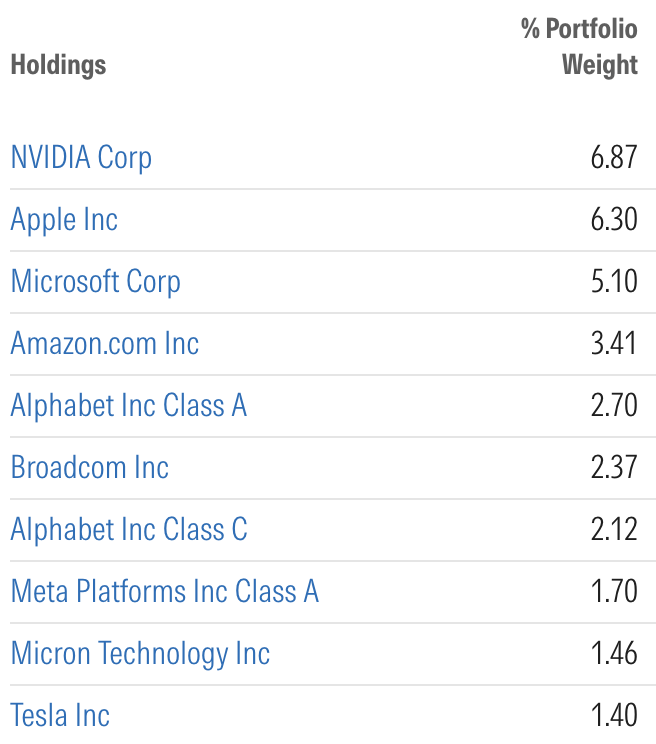 Holdings % Portfolio
Weight
NVIDIA Corp 6.87
Apple Inc 6.30
Microsoft Corp 5.10
Amazon.com Inc 3.41
Alphabet Inc Class A 2.70
Broadcom Inc 2.37
Alphabet Inc Class C 2.12
Meta Platforms Inc Class A 1.70
Micron Technology Inc 1.46
Tesla Inc 1.40